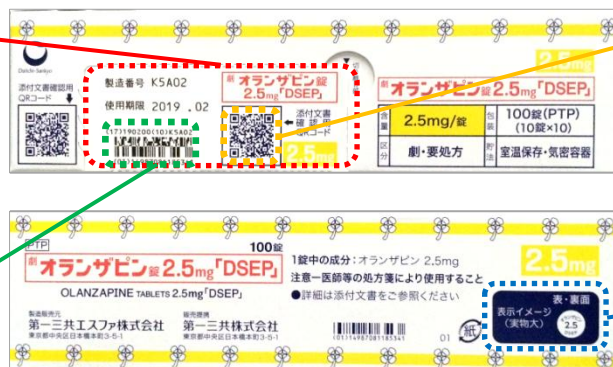 2.5mg
Daiichi Sankyo
添付文書確認用
QRコード
製造番号 K5A02
使用期限 2019 . 02
(17)190200(10)K5A02
劇 オランザピン錠
2.5mg「DSEP」
添付文書
確認用
QRコード
2.5mg
劇 オランザピン錠2.5mg「DSEP」
含量 2.5mg/錠
包装 100錠(PTP)
(10錠×10)
区分 劇・要処方
貯法 室温保存・気密容器
PTP
100錠
劇 オランザピン錠 2.5mg「DSEP」
OLANZAPINE TABLETS 2.5mg「DSEP」
製造販売元
第一三共エスファ株式会社
東京都中央区日本橋本町3-5-1
販売提携
第一三共株式会社
東京都中央区日本橋本町3-5-1
1錠中の成分:オランザピン 2.5mg
注意ー医師等の処方箋により使用すること
●詳細は添付文書をご参照ください
(01)14987081185341
01
紙
2.5mg
表・裏面
表示イメージ
(実物大)
2.5
DSEP